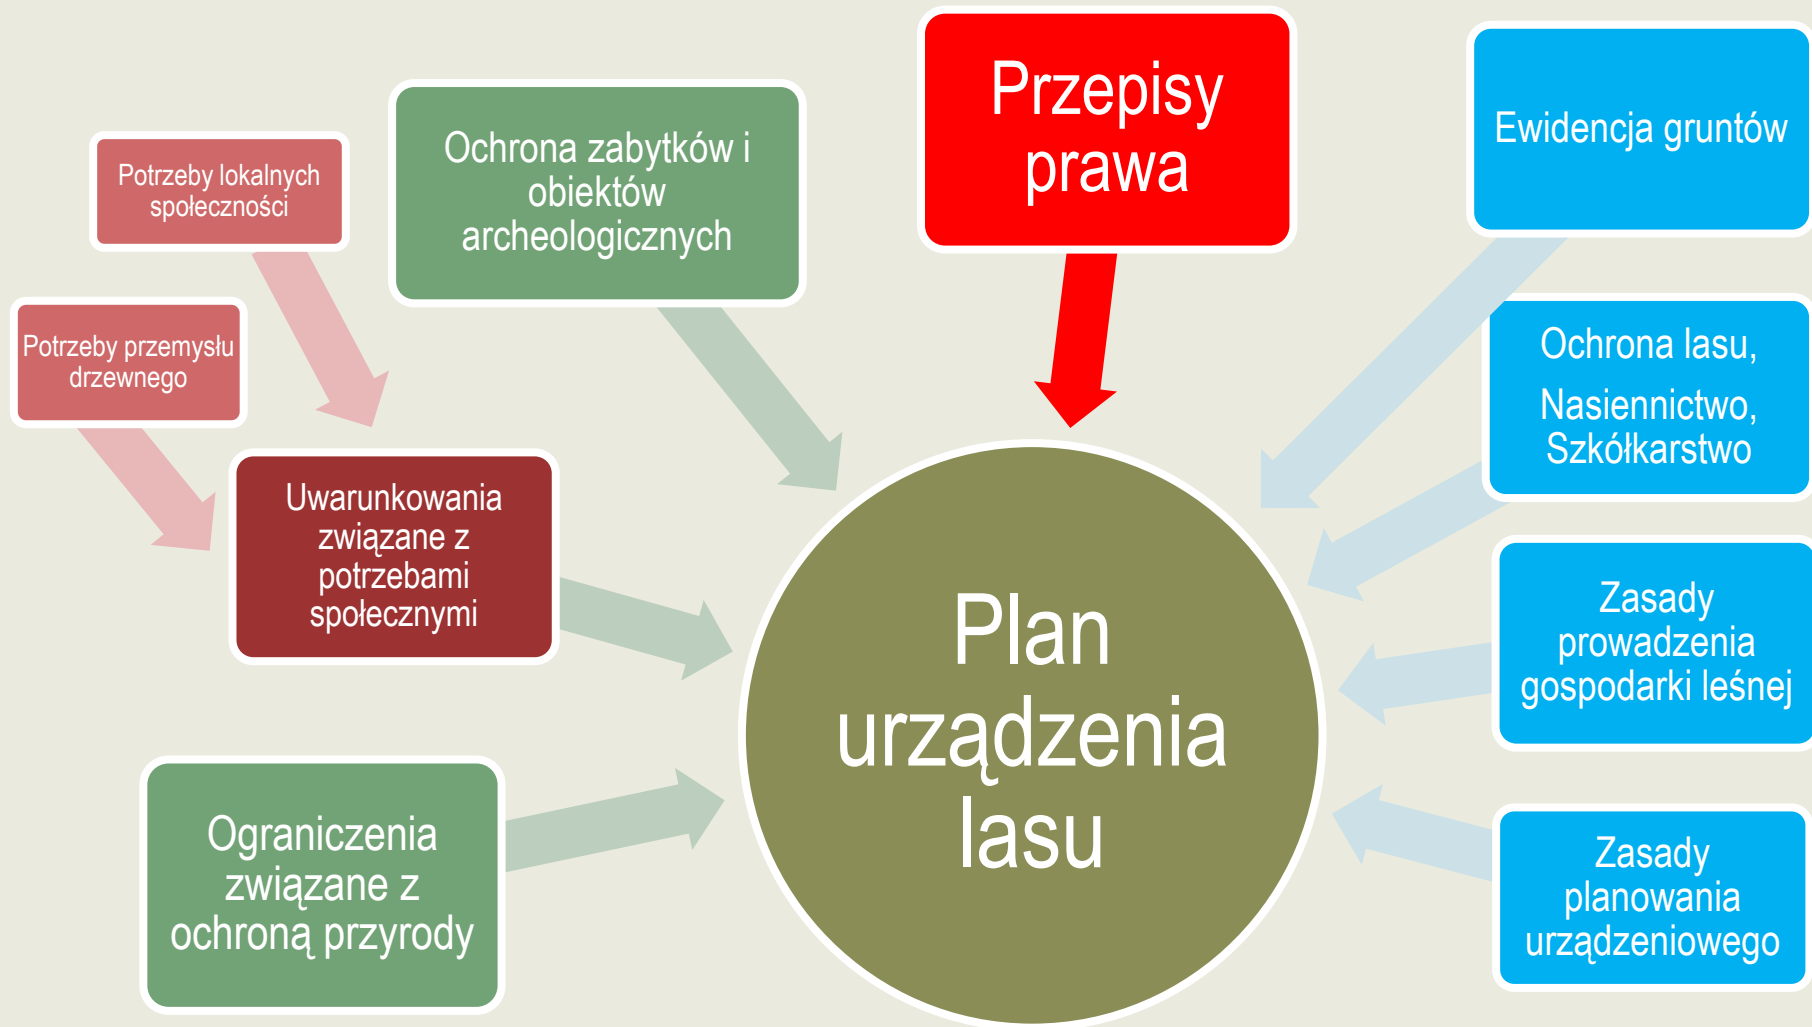 Potrzeby lokalnych
społeczności
Potrzeby przemysłu
drzewnego
Ochrona zabytków i
obiektów
archeologicznych
Przepisy
prawa
Ewidencja gruntów
Ochrona lasu,
Nasiennictwo,
Szkółkarstwo
Uwarunkowania
związane z
potrzebami
społecznymi
Plan
urządzenia
lasu
Zasady
prowadzenia
gospodarki leśnej
Ograniczenia
związane z
ochroną przyrody
Zasady
planowania
urządzeniowego